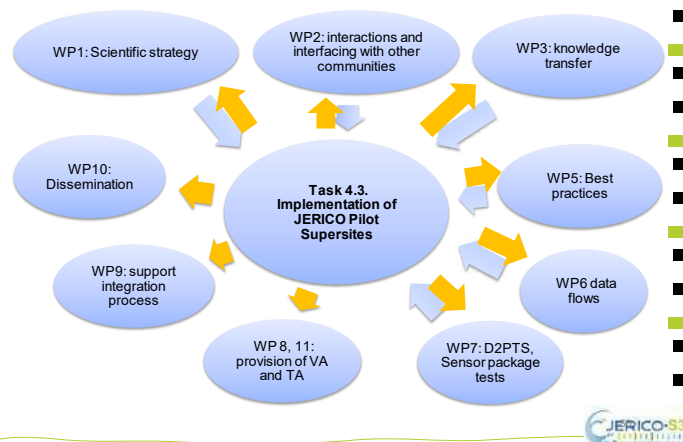 WP1: Scientific strategy
WP2: interactions and
interfacing with other
communities
WP3: knowledge
transfer
WP10:
Dissemination
Task 4.3.
Implementation of
JERICO Pilot
Supersites
WP5: Best
practices
WP9: support
integration
process
WP6 data
flows
WP 8, 11:
provision of VA
and TA
WP7: D2PTS,
Sensor package
tests
JERICO-S3